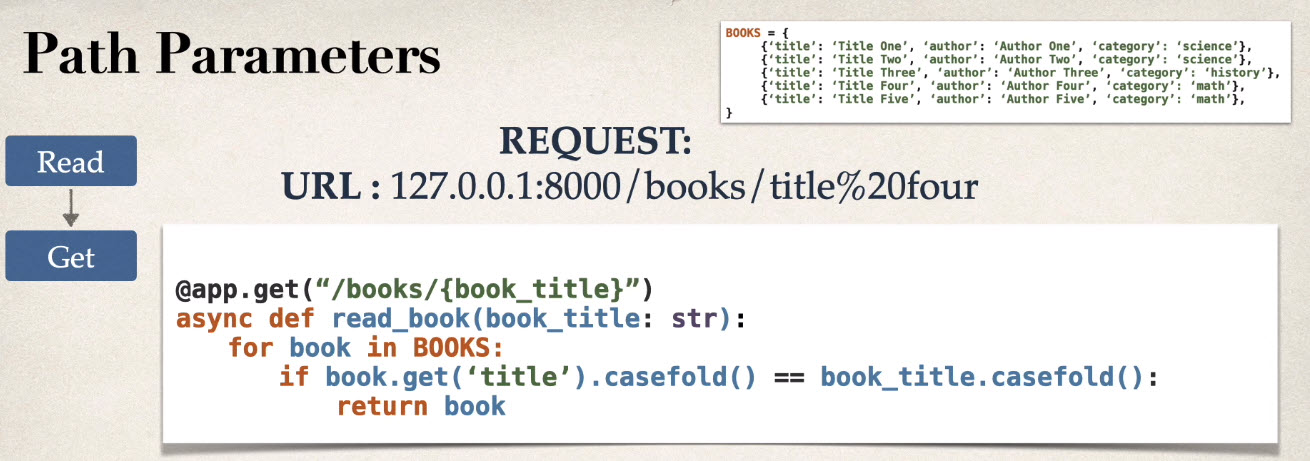 Path Parameters
BOOKS = {
{‘title’: ‘Title One’, ‘author’: ‘Author One’, ‘category’: ‘science’},
{‘title’: ‘Title Two’, ‘author’: ‘Author Two’, ‘category’: ‘science’},
{‘title’: ‘Title Three’, ‘author’: ‘Author Three’, ‘category’: ‘history’},
{‘title’: ‘Title Four’, ‘author’: ‘Author Four’, ‘category’: ‘math’},
{‘title’: ‘Title Five’, ‘author’: ‘Author Five’, ‘category’: ‘math’},
}
REQUEST:
URL : 127.0.0.1:8000/books/title%20four
Read
Get
@app.get(“/books/{book_title}”)
async def read_book(book_title: str):
for book in BOOKS:
if book.get(‘title’).casefold() == book_title.casefold():
return book